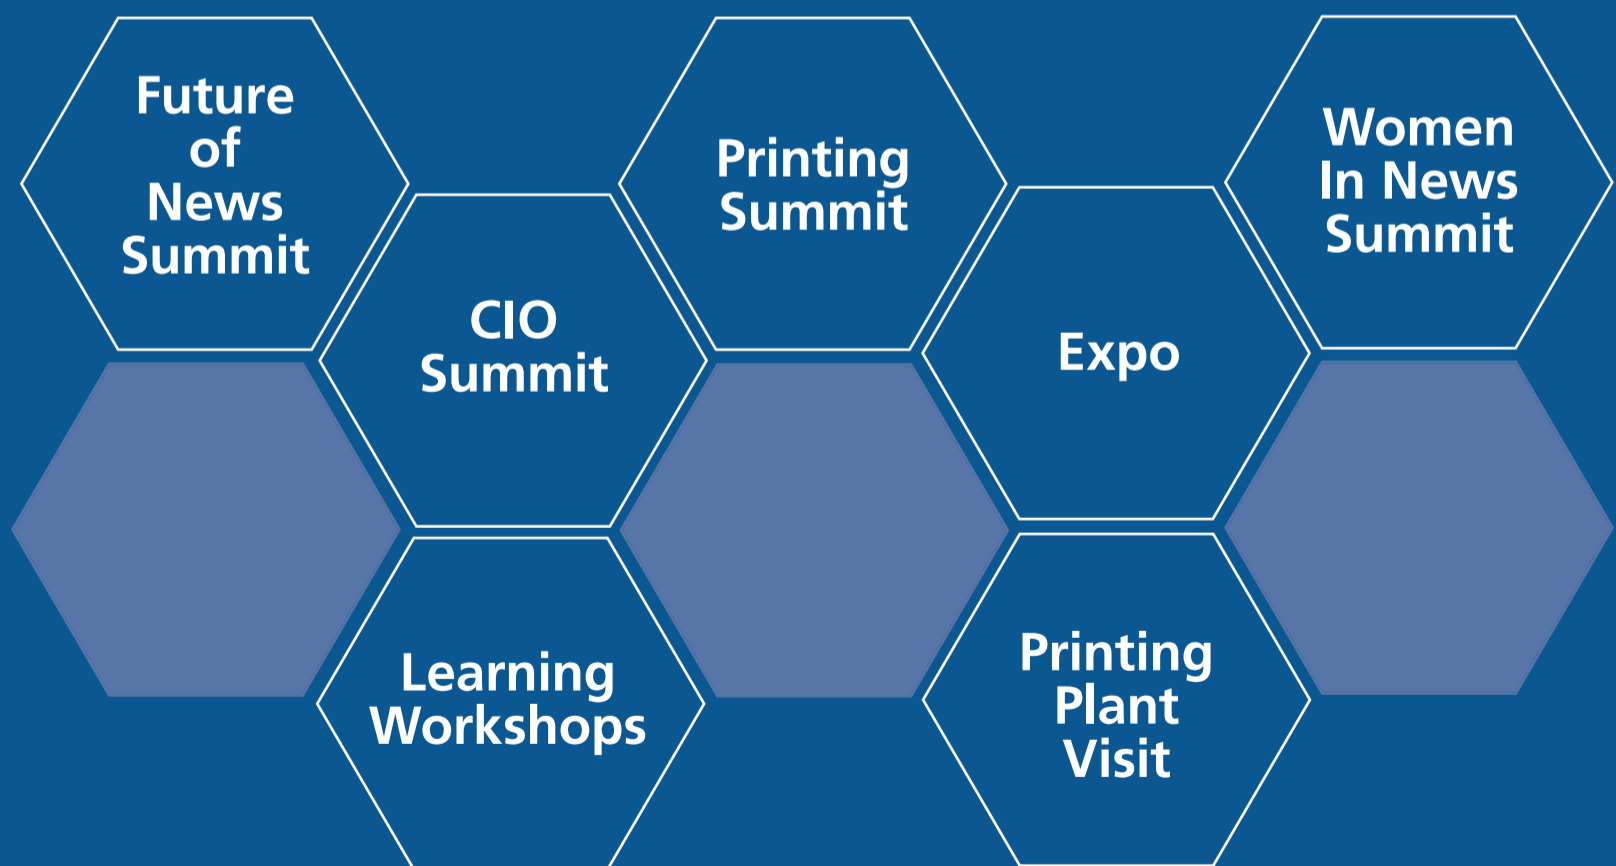 Future
of
News
Summit
CIO
Summit
Printing
Summit
Expo
Women
In News
Summit
Learning
Workshops
Printing
Plant
Visit